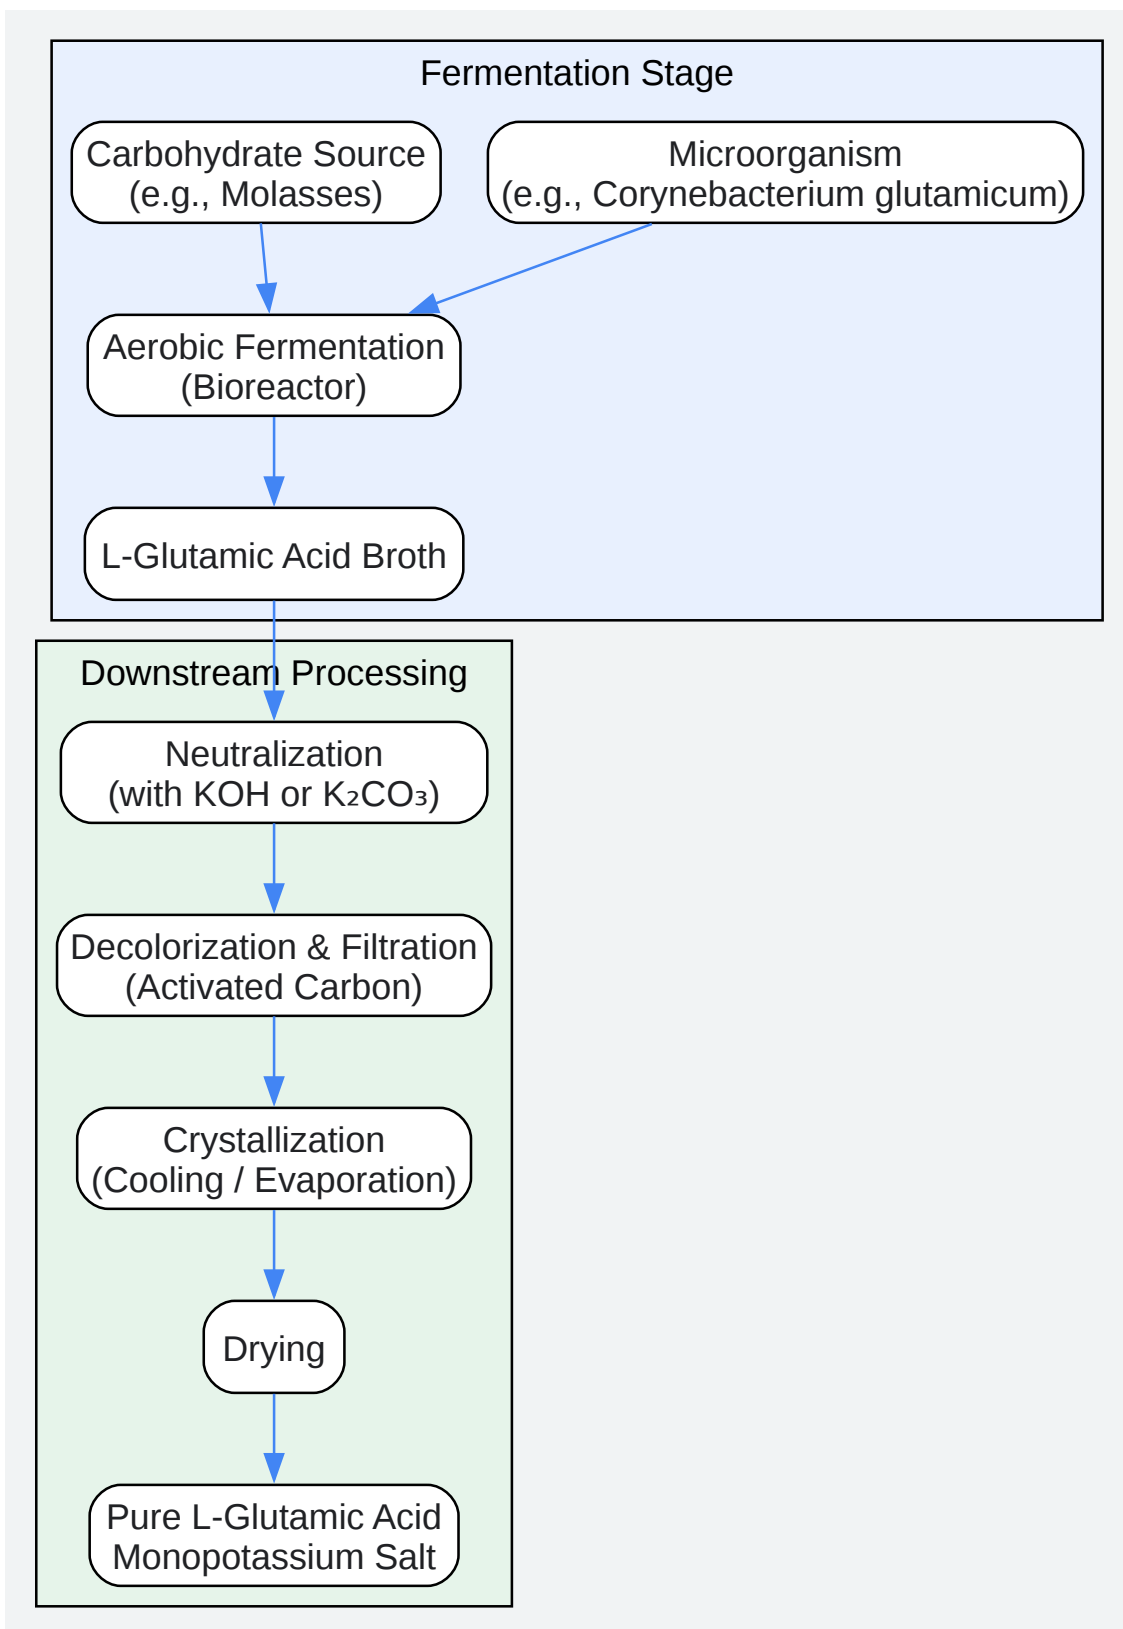 Fermentation Stage
Carbohydrate Source
(e.g., Molasses)
Microorganism
(e.g., Corynebacterium glutamicum)
Aerobic Fermentation
(Bioreactor)
L-Glutamic Acid Broth
Downstream Processing
Neutralization
(with KOH or K₂CO₃)
Decolorization & Filtration
(Activated Carbon)
Crystallization
(Cooling / Evaporation)
Drying
Pure L-Glutamic Acid
Monopotassium Salt